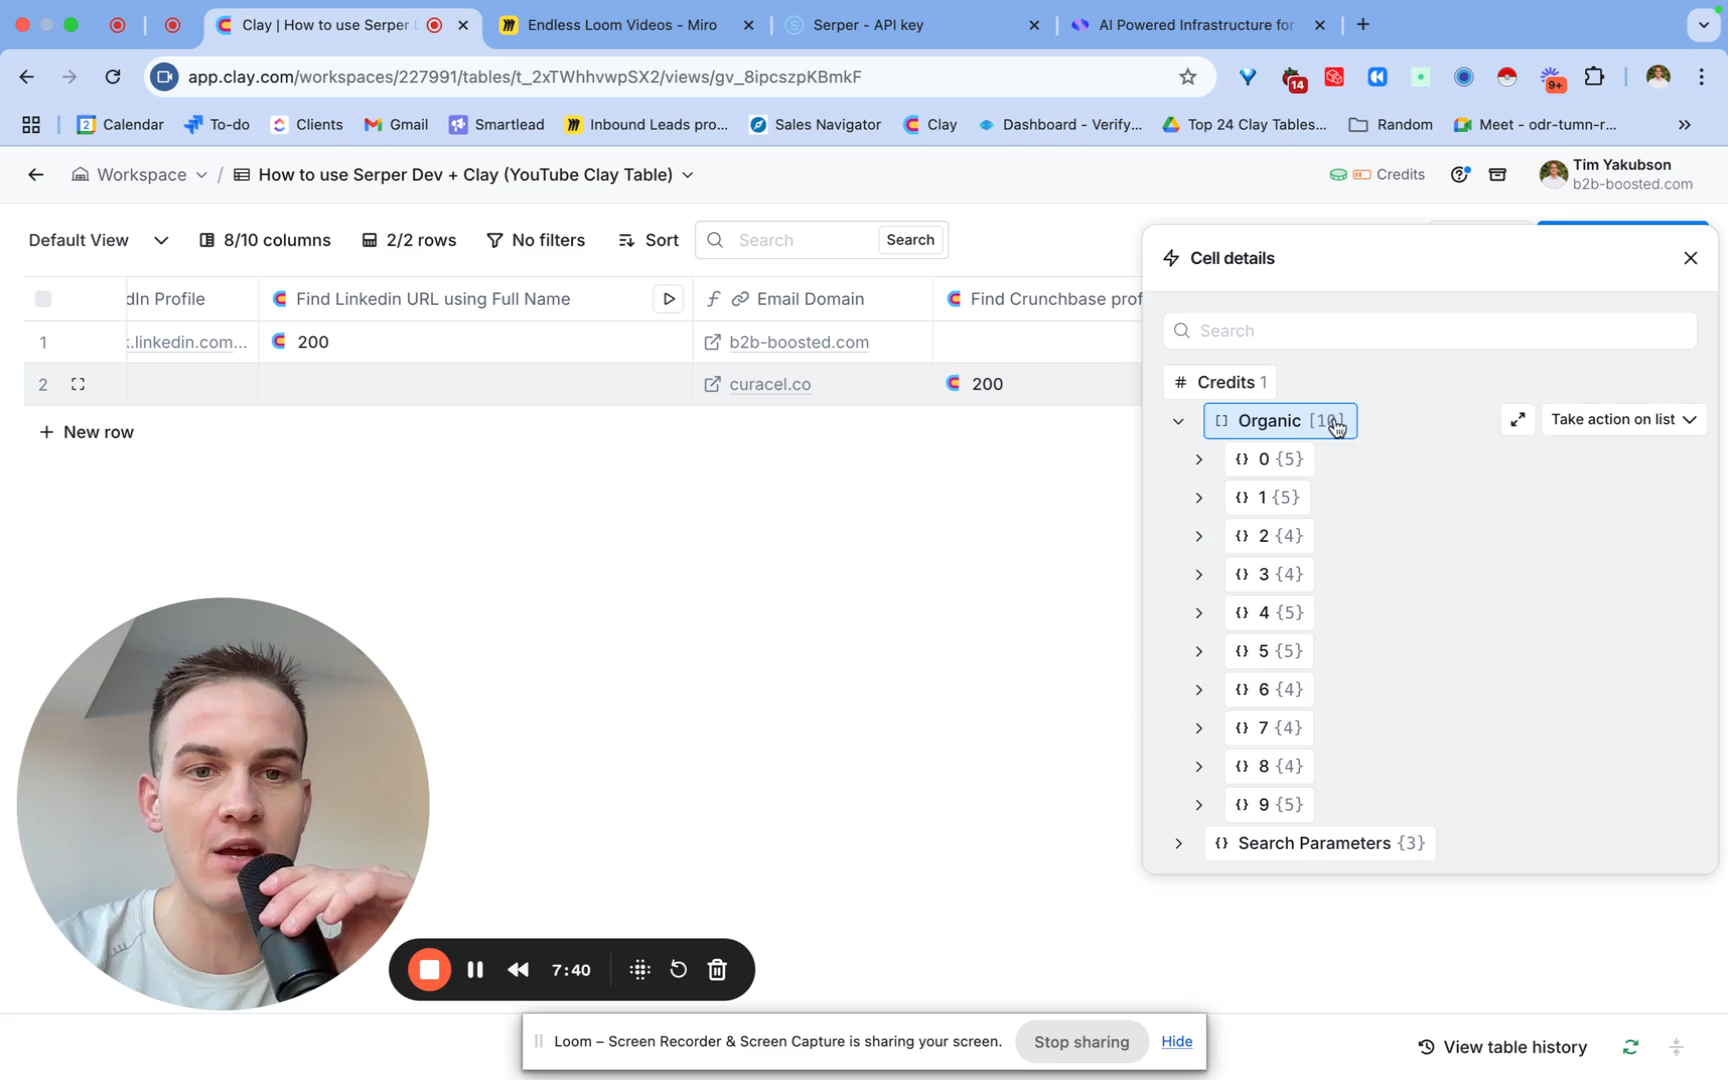 Clay | How to use Serper D
Endless Loom Videos - Miro
Serper - API key
AI Powered Infrastructure for
app.clay.com/workspaces/227991/tables/t_2xTWhhvwpSX2/views/gv_8ipcszpKBmkF
14
9+
2 Calendar
To-do
Clients
Gmail
Smartlead
Inbound Leads pro...
Sales Navigator
Clay
Dashboard - Verify,...
Top 24 Clay Tables...
Random
Meet - odr-tumn-r...
Workspace
/
How to use Serper Dev + Clay (YouTube Clay Table)
Credits
Tim Yakubson
b2b-boosted.com
Default View
8/10 columns
2/2 rows
No filters
Sort
Search
Search
Cell details
dIn Profile
Find Linkedin URL using Full Name
Email Domain
Find Crunchbase prof
1
.linkedin.com...
200
b2b-boosted.com
2
curacel.co
200
+ New row
Search
# Credits 1
[] Organic
Take action on list
{} 0 {5}
{} 1 {5}
{} 2 {4}
{} 3 {4}
{} 4 {5}
{} 5 {5}
{} 6 {4}
{} 7 {4}
{} 8 {4}
{} 9 {5}
{} Search Parameters {3}
7:40
Loom – Screen Recorder & Screen Capture is sharing your screen.
Stop sharing
Hide
View table history